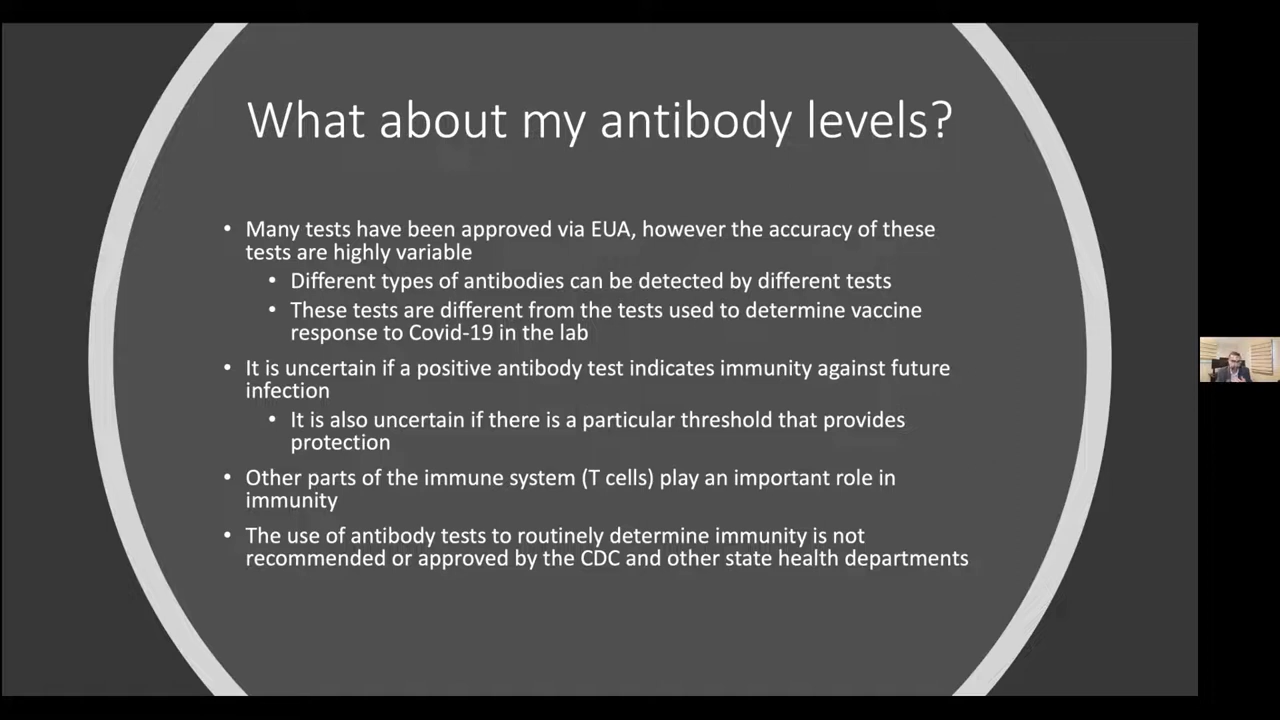 What about my antibody levels?
• Many tests have been approved via EUA, however the accuracy of these
tests are highly variable
• Different types of antibodies can be detected by different tests
• These tests are different from the tests used to determine vaccine
response to Covid-19 in the lab
• It is uncertain if a positive antibody test indicates immunity against future
infection
• It is also uncertain if there is a particular threshold that provides
protection
• Other parts of the immune system (T cells) play an important role in
immunity
• The use of antibody tests to routinely determine immunity is not
recommended or approved by the CDC and other state health departments